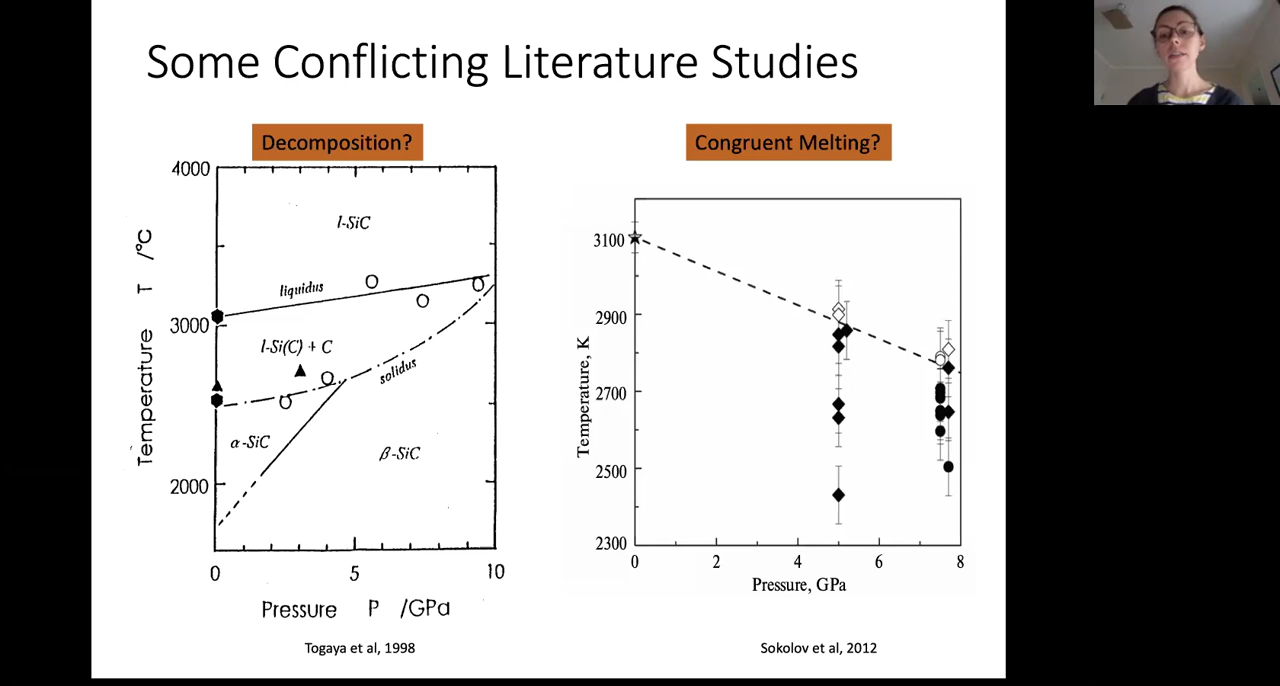 Some Conflicting Literature Studies
Decomposition?
4000
3000
2000
Temperature T /°C
l-SiC
liquidus
l-Si(C) + C
solidus
α-SiC
β-SiC
0
5
10
Pressure P /GPa
Togaya et al, 1998
Congruent Melting?
3100
2900
2700
2500
2300
Temperature, K
0
2
4
6
8
Pressure, GPa
Sokolov et al, 2012